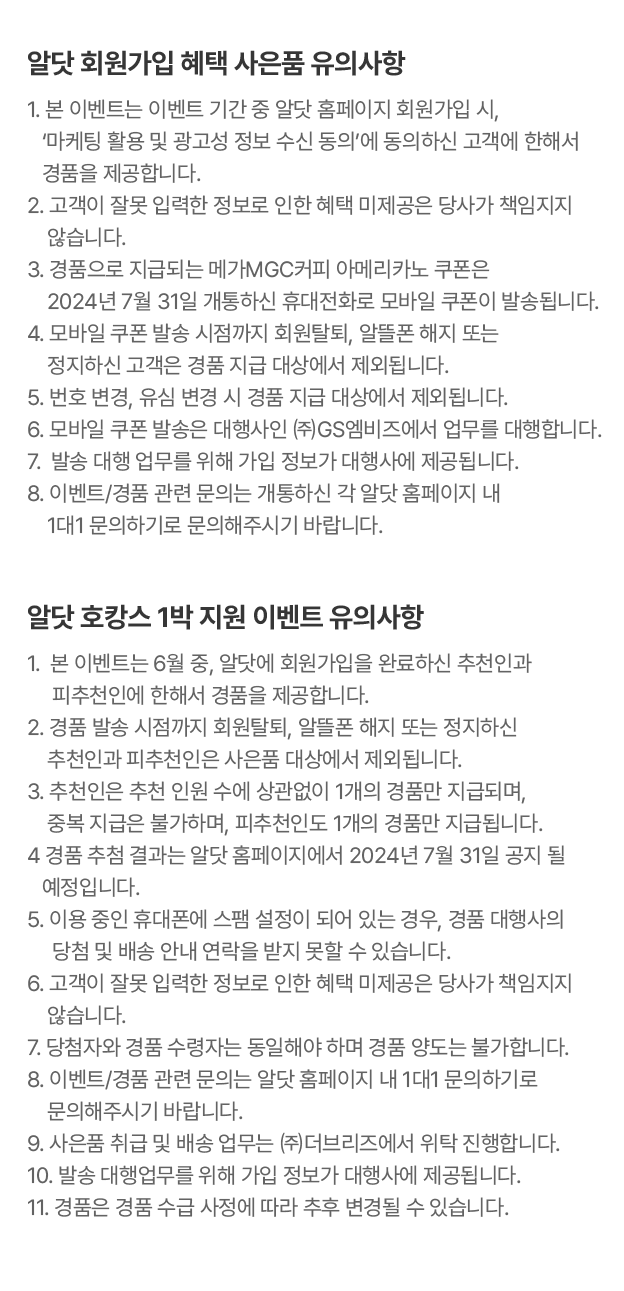 알닷 회원가입 혜택 사은품 유의사항
1. 본 이벤트는 이벤트 기간 중 알닷 홈페이지 회원가입 시,
‘마케팅 활용 및 광고성 정보 수신 동의’에 동의하신 고객에 한해서
경품을 제공합니다.
2. 고객이 잘못 입력한 정보로 인한 혜택 미제공은 당사가 책임지지
않습니다.
3. 경품으로 지급되는 메가MGC커피 아메리카노 쿠폰은
2024년 7월 31일 개통하신 휴대전화로 모바일 쿠폰이 발송됩니다.
4. 모바일 쿠폰 발송 시점까지 회원탈퇴, 알뜰폰 해지 또는
정지하신 고객은 경품 지급 대상에서 제외됩니다.
5. 번호 변경, 유심 변경 시 경품 지급 대상에서 제외됩니다.
6. 모바일 쿠폰 발송은 대행사인 ㈜GS엠비즈에서 업무를 대행합니다.
7. 발송 대행 업무를 위해 가입 정보가 대행사에 제공됩니다.
8. 이벤트/경품 관련 문의는 개통하신 각 알닷 홈페이지 내
1대1 문의하기로 문의해주시기 바랍니다.
알닷 호캉스 1박 지원 이벤트 유의사항
1. 본 이벤트는 6월 중, 알닷에 회원가입을 완료하신 추천인과
피추천인에 한해서 경품을 제공합니다.
2. 경품 발송 시점까지 회원탈퇴, 알뜰폰 해지 또는 정지하신
추천인과 피추천인은 사은품 대상에서 제외됩니다.
3. 추천인은 추천 인원 수에 상관없이 1개의 경품만 지급되며,
중복 지급은 불가하며, 피추천인도 1개의 경품만 지급됩니다.
4 경품 추첨 결과는 알닷 홈페이지에서 2024년 7월 31일 공지 될
예정입니다.
5. 이용 중인 휴대폰에 스팸 설정이 되어 있는 경우, 경품 대행사의
당첨 및 배송 안내 연락을 받지 못할 수 있습니다.
6. 고객이 잘못 입력한 정보로 인한 혜택 미제공은 당사가 책임지지
않습니다.
7. 당첨자와 경품 수령자는 동일해야 하며 경품 양도는 불가합니다.
8. 이벤트/경품 관련 문의는 알닷 홈페이지 내 1대1 문의하기로
문의해주시기 바랍니다.
9. 사은품 취급 및 배송 업무는 ㈜더브리즈에서 위탁 진행합니다.
10. 발송 대행업무를 위해 가입 정보가 대행사에 제공됩니다.
11. 경품은 경품 수급 사정에 따라 추후 변경될 수 있습니다.